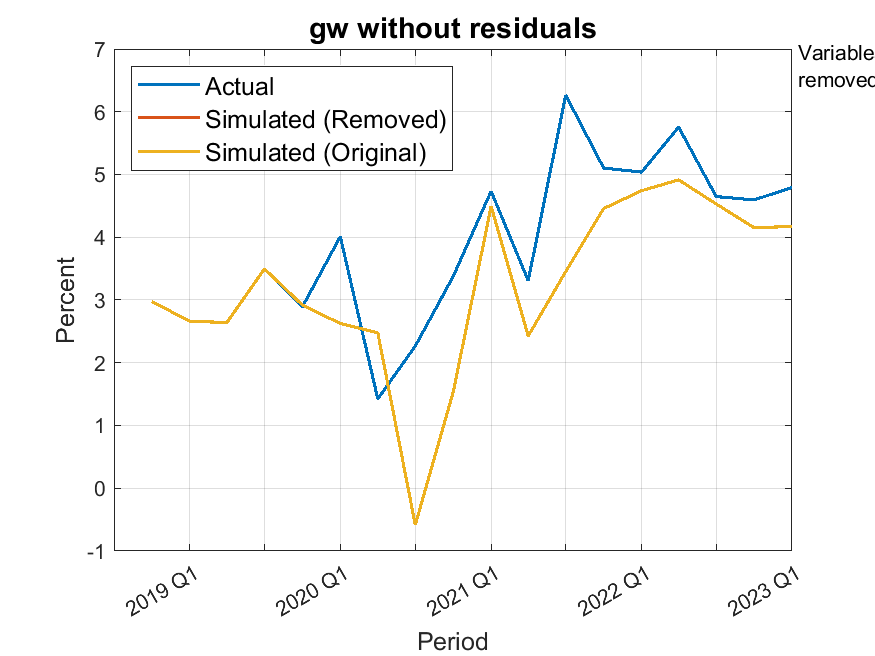 gw without residuals
7
6
5
4
3
2
1
0
-1
Percent
Actual
Simulated (Removed)
Simulated (Original)
Variable
removed
2019 Q1
2020 Q1
2021 Q1
2022 Q1
2023 Q1
Period